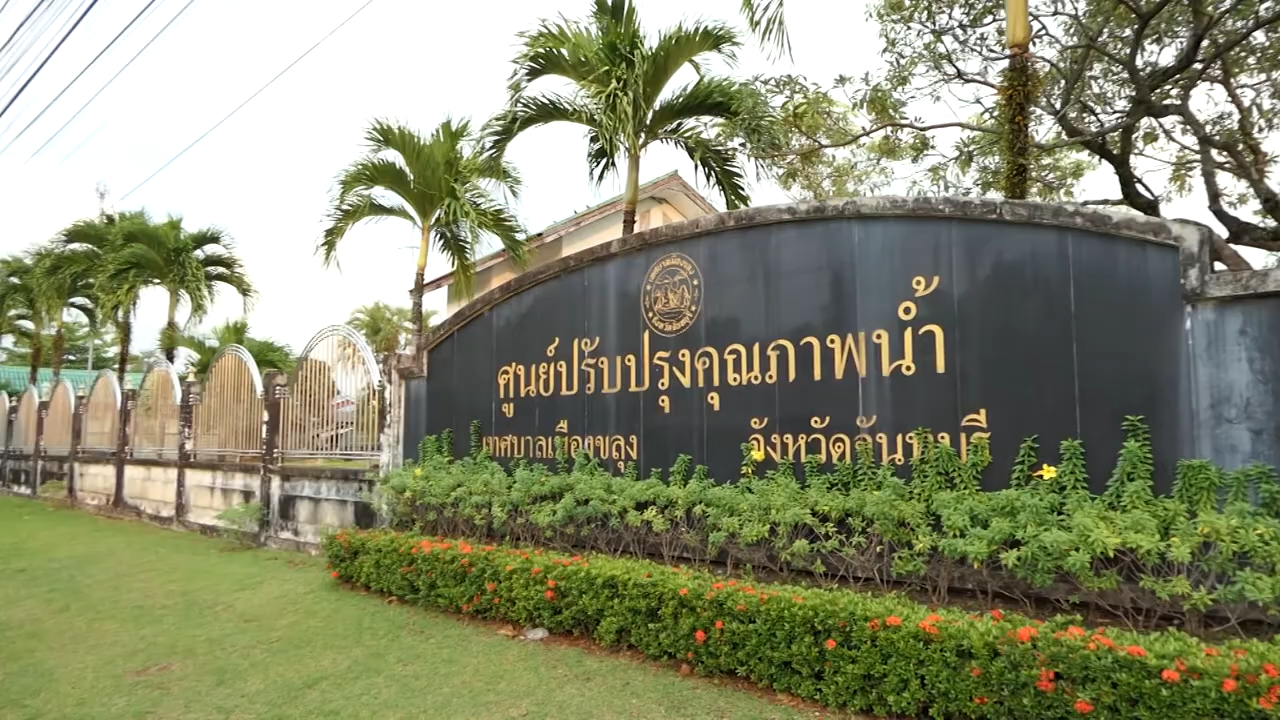 ศูนย์ปรับปรุงคุณภาพน้ำ
เทศบาลเมืองขลุง จังหวัดจันทบุรี